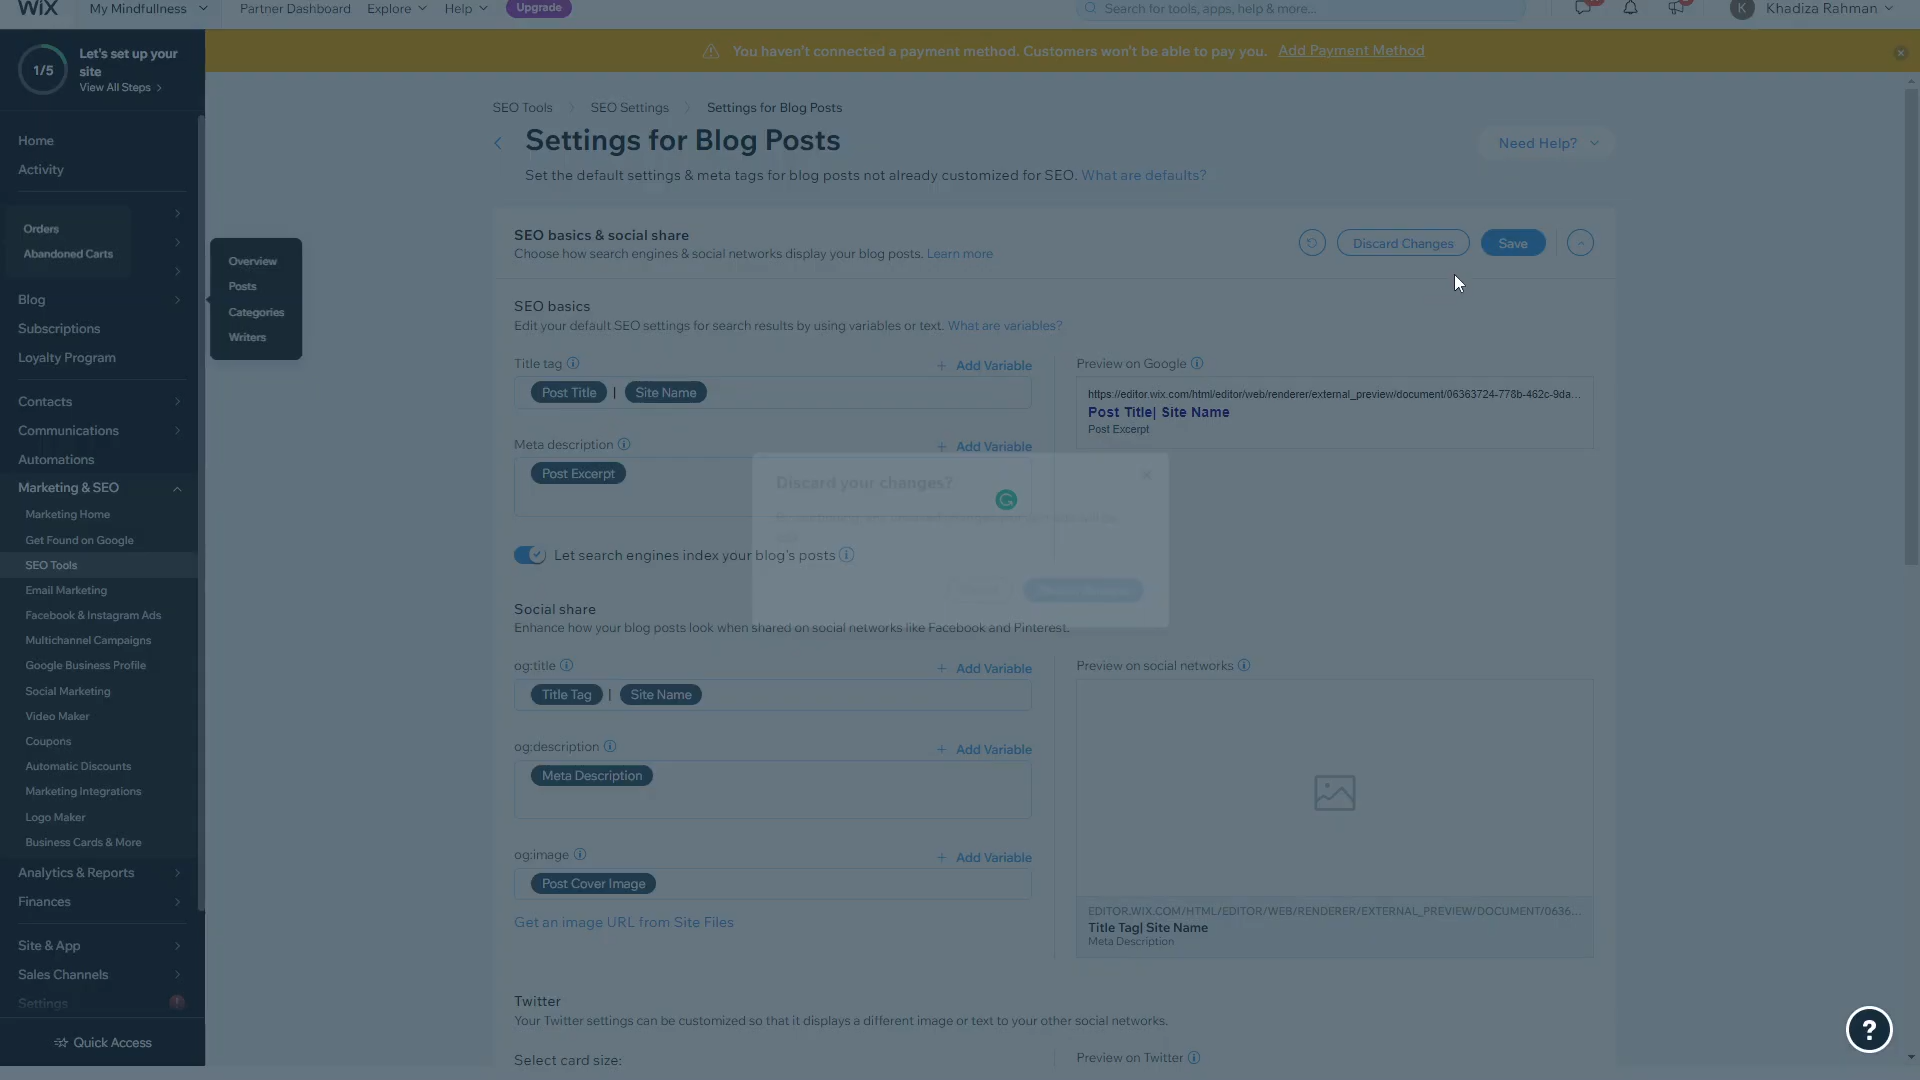 WiX
My Mindfullness
Partner Dashboard
Explore
Help
Upgrade
Search for tools, apps, help & more...
K
Khadiza Rahman
1/5
Let's set up your
site
View All Steps
You haven't connected a payment method. Customers won't be able to pay you. Add Payment Method
Home
Activity
Orders
Abandoned Carts
Blog
Subscriptions
Loyalty Program
Contacts
Communications
Automations
Marketing & SEO
Marketing Home
Get Found on Google
SEO Tools
Email Marketing
Facebook & Instagram Ads
Multichannel Campaigns
Google Business Profile
Social Marketing
Video Maker
Coupons
Automatic Discounts
Marketing Integrations
Logo Maker
Business Cards & More
Analytics & Reports
Finances
Site & App
Sales Channels
Settings
Quick Access
Overview
Posts
Categories
Writers
SEO Tools
SEO Settings
Settings for Blog Posts
Settings for Blog Posts
Need Help?
Set the default settings & meta tags for blog posts not already customized for SEO. What are defaults?
SEO basics & social share
Choose how search engines & social networks display your blog posts. Learn more
Discard Changes
Save
SEO basics
Edit your default SEO settings for search results by using variables or text. What are variables?
Title tag
+ Add Variable
Post Title | Site Name
Meta description
+ Add Variable
Post Excerpt
Preview on Google
https://editor.wix.com/html/editor/web/renderer/external_preview/document/06363724-778b-462c-9da...
Post Title| Site Name
Post Excerpt
Discard your changes?
Let search engines index your blog's posts
Social share
Enhance how your blog posts look when shared on social networks like Facebook and Pinterest.
og:title
+ Add Variable
Title Tag | Site Name
og:description
+ Add Variable
Meta Description
og:image
+ Add Variable
Post Cover Image
Get an image URL from Site Files
Preview on social networks
EDITOR.WIX.COM/HTML/EDITOR/WEB/RENDERER/EXTERNAL_PREVIEW/DOCUMENT/0636...
Title Tag| Site Name
Meta Description
Twitter
Your Twitter settings can be customized so that it displays a different image or text to your other social networks.
Select card size:
Preview on Twitter
?